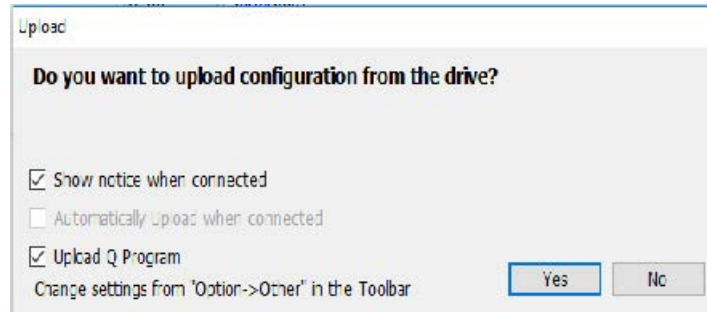 Upload
Do you want to upload configuration from the drive?
Show notice when connected
Automatically Upload when connected
Upload Q Program
Change settings from "Option->Other" in the Toolbar
Yes
No